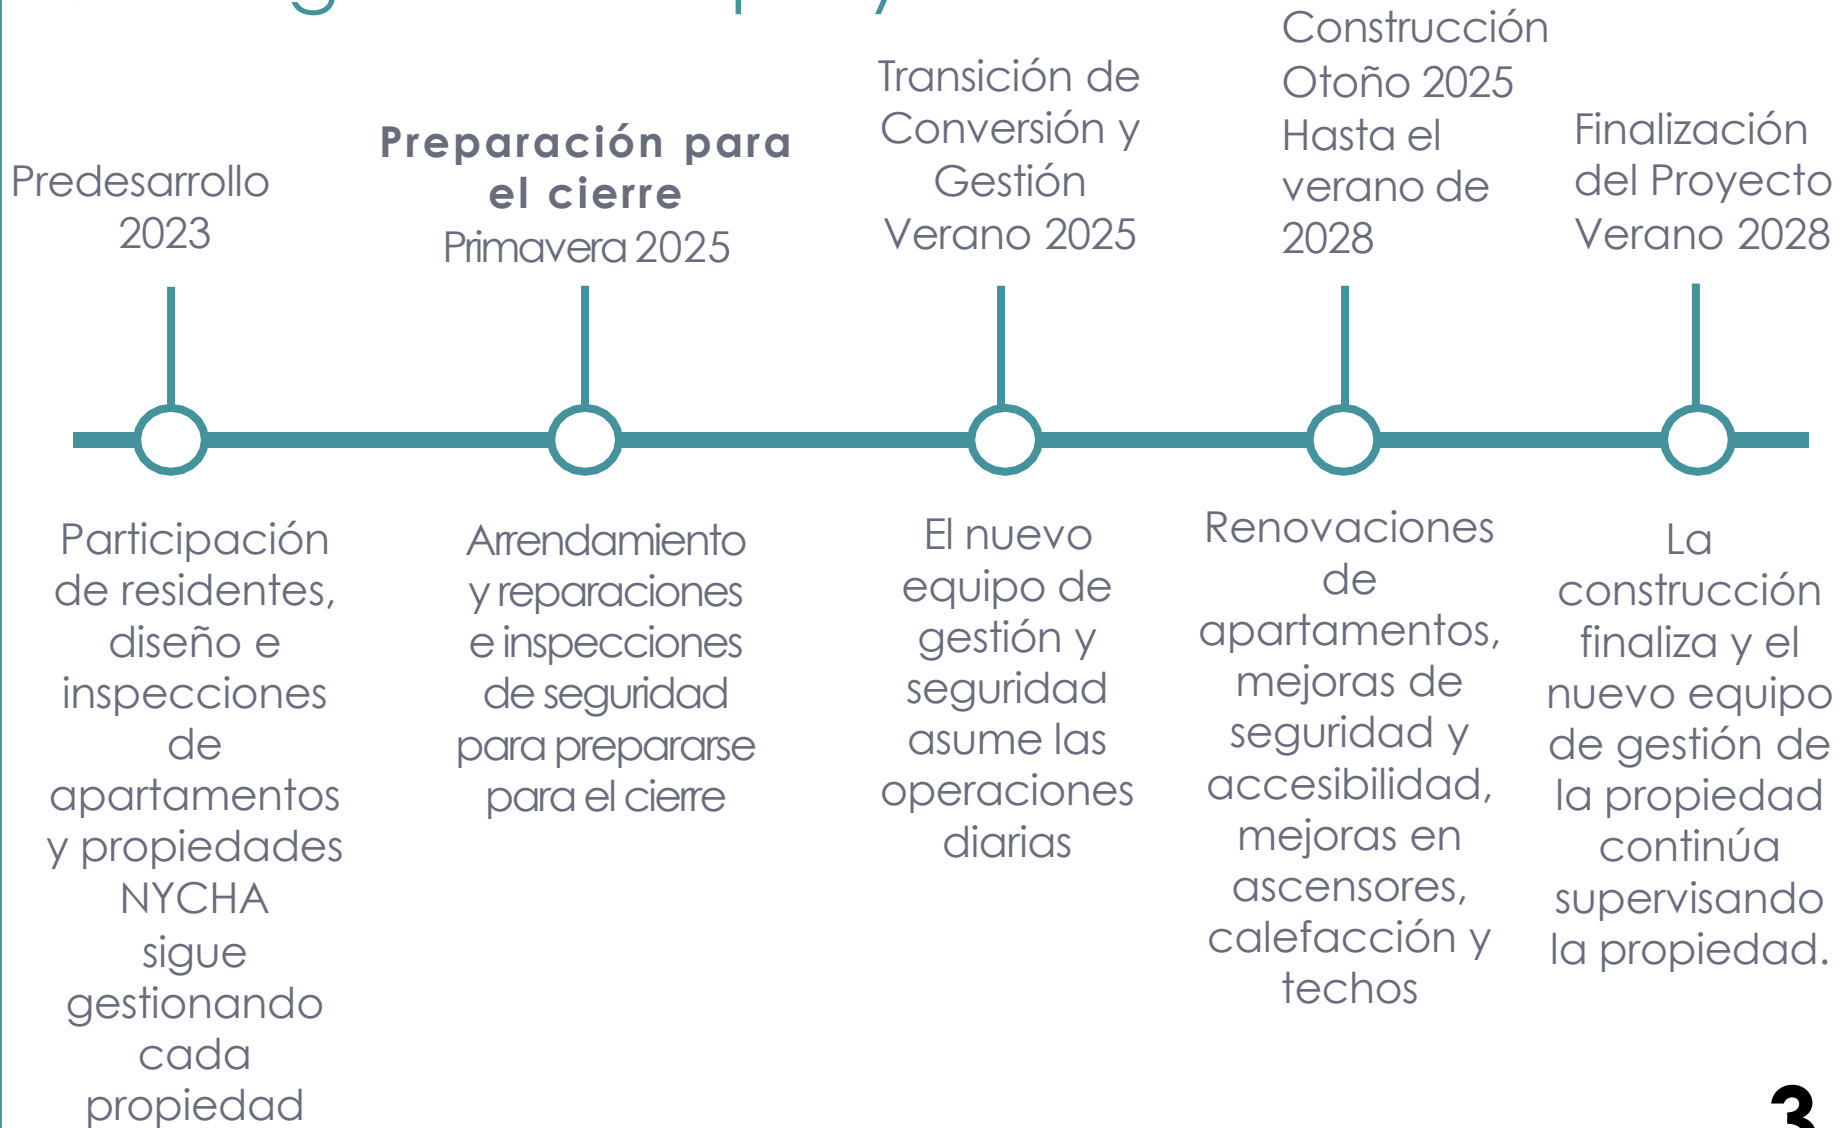 Predesarrollo
2023
Preparación para
el cierre
Primavera 2025
Transición de
Conversión y
Gestión
Verano 2025
Construcción
Otoño 2025
Hasta el
verano de
2028
Finalización
del Proyecto
Verano 2028
Participación
de residentes,
diseño e
inspecciones
de
apartamentos
y propiedades
NYCHA
sigue
gestionando
cada
propiedad
Arrendamiento
y reparaciones
e inspecciones
de seguridad
para prepararse
para el cierre
El nuevo
equipo de
gestión y
seguridad
asume las
operaciones
diarias
Renovaciones
de
apartamentos,
mejoras de
seguridad y
accesibilidad,
mejoras en
ascensores,
calefacción y
techos
La
construcción
finaliza y el
nuevo equipo
de gestión de
la propiedad
continúa
supervisando
la propiedad.
3